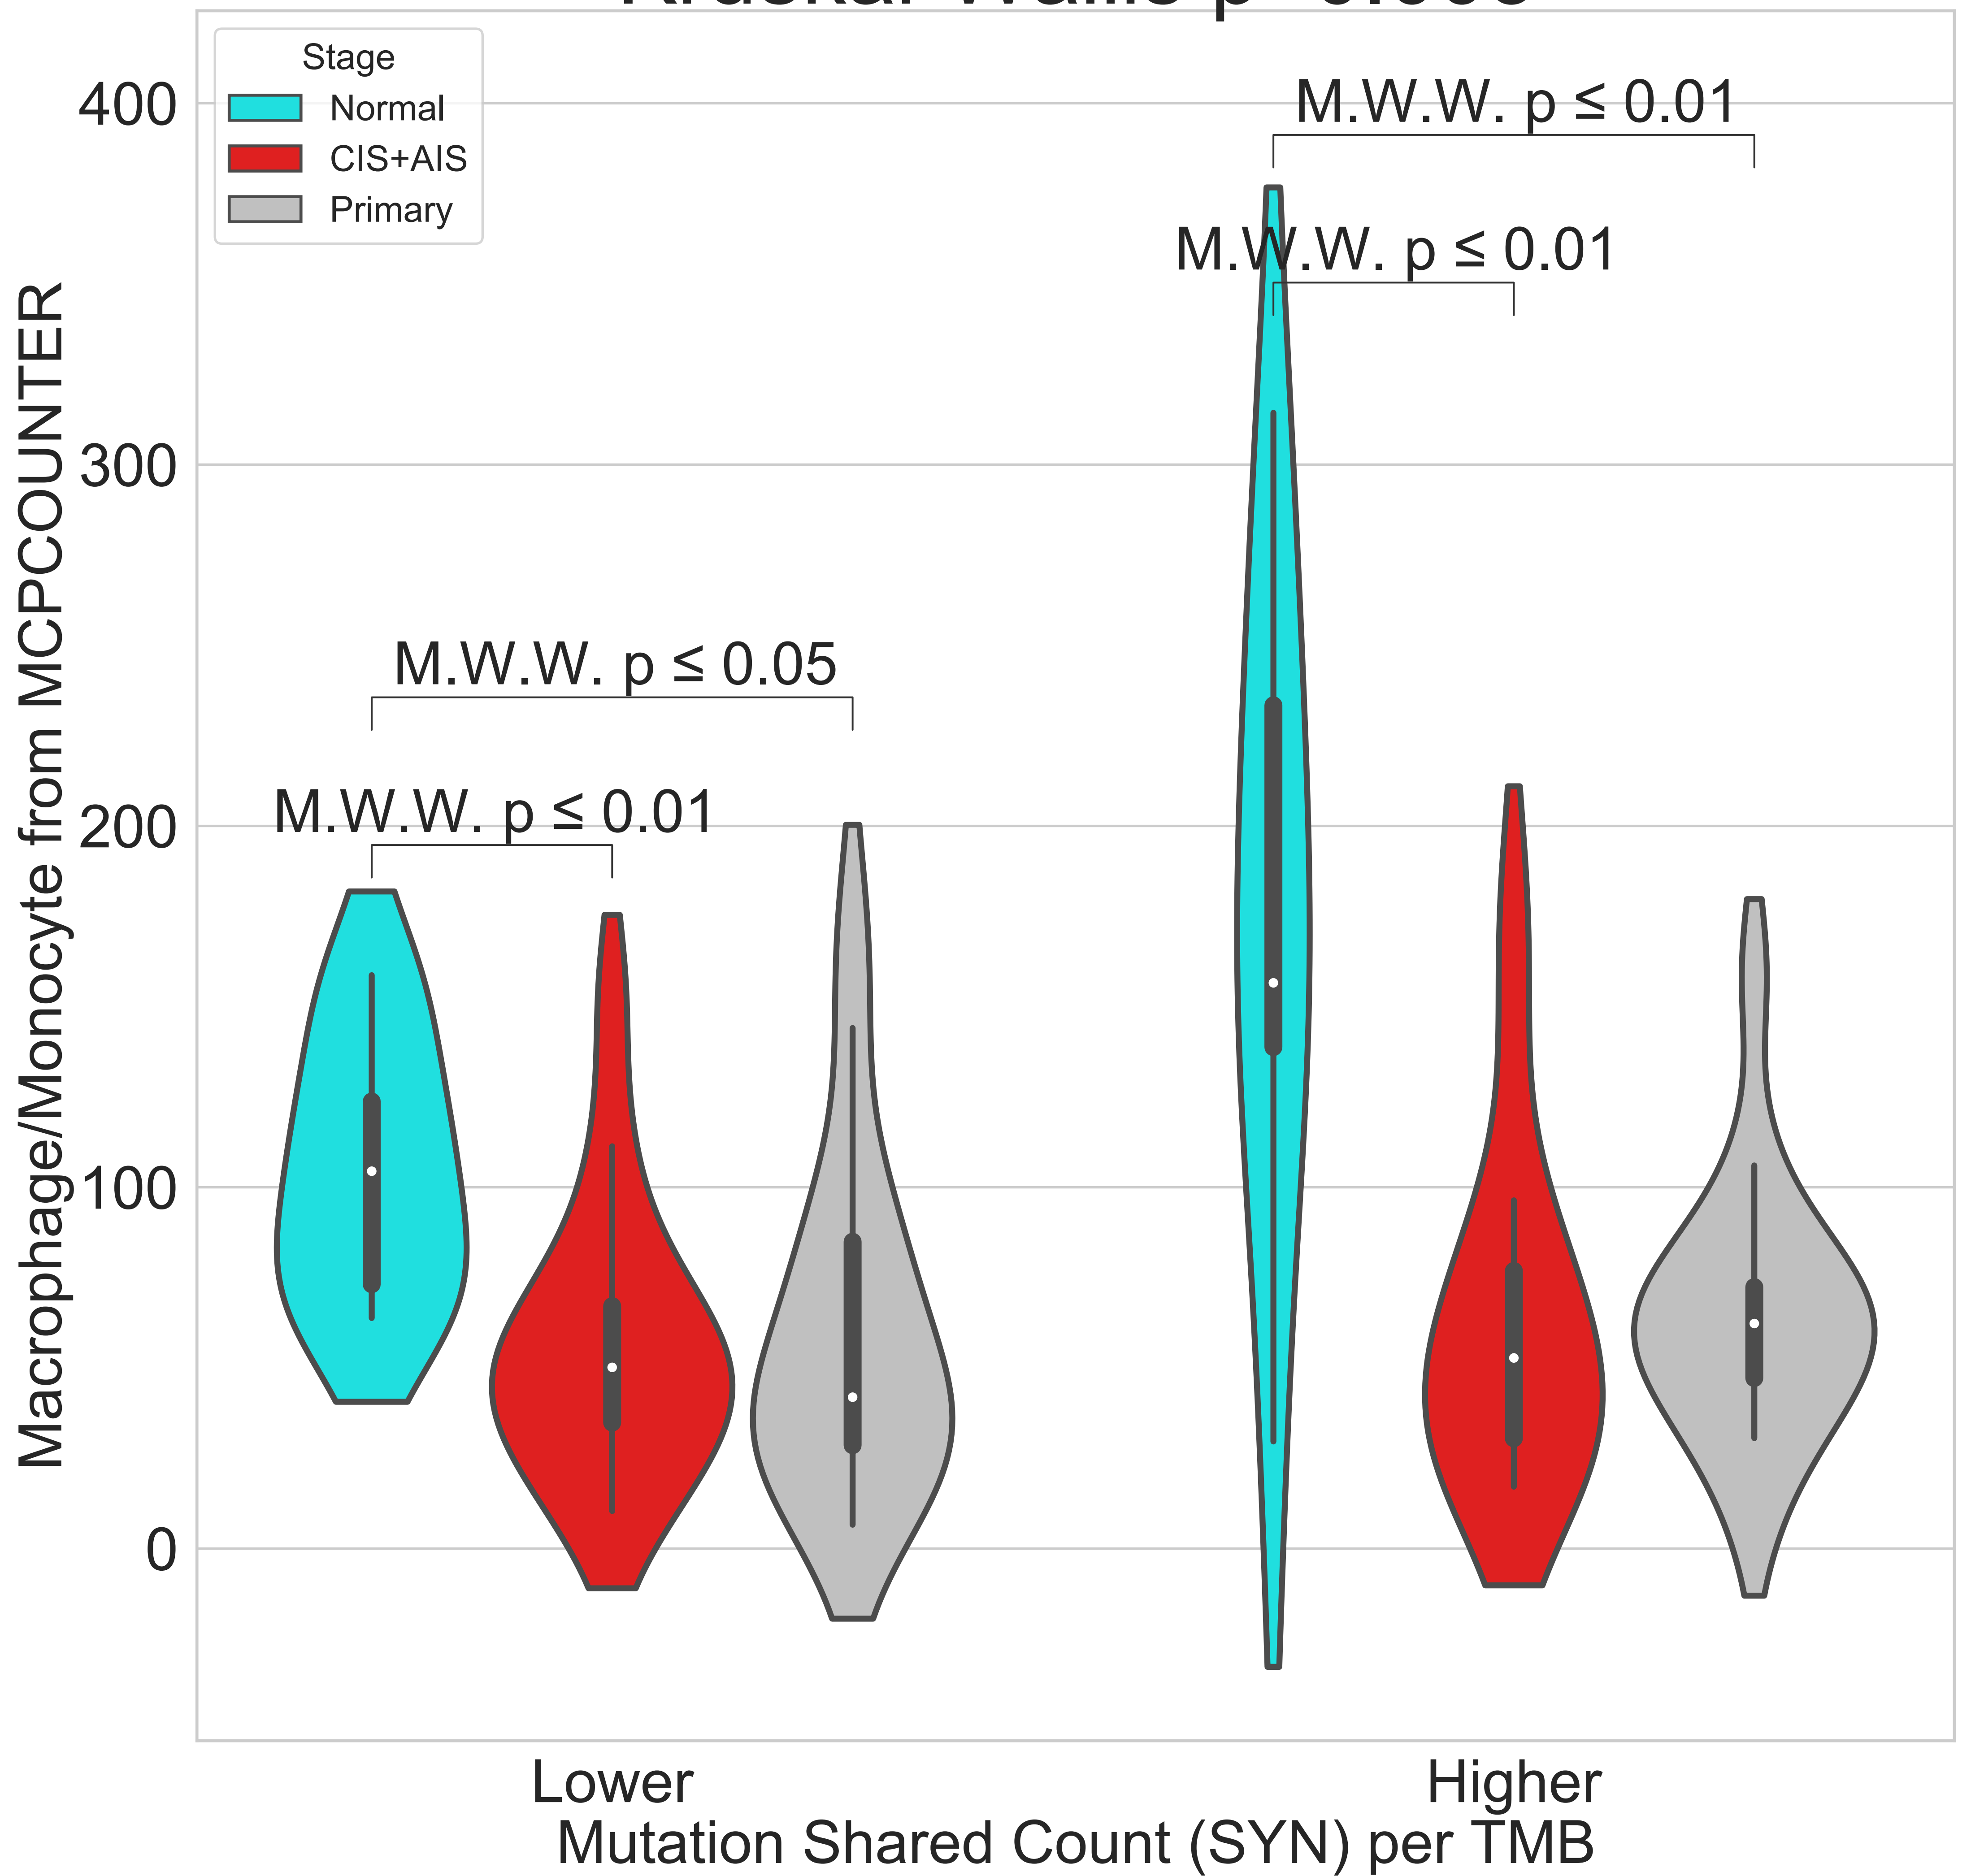 Stage
Normal
CIS+AIS
Primary
400
300
200
100
0
Macrophage/Monocyte from MCPCOUNTER
M.W.W. p ≤ 0.01
M.W.W. p ≤ 0.01
M.W.W. p ≤ 0.05
M.W.W. p ≤ 0.01
Lower
Higher
Mutation Shared Count (SYN) per TMB